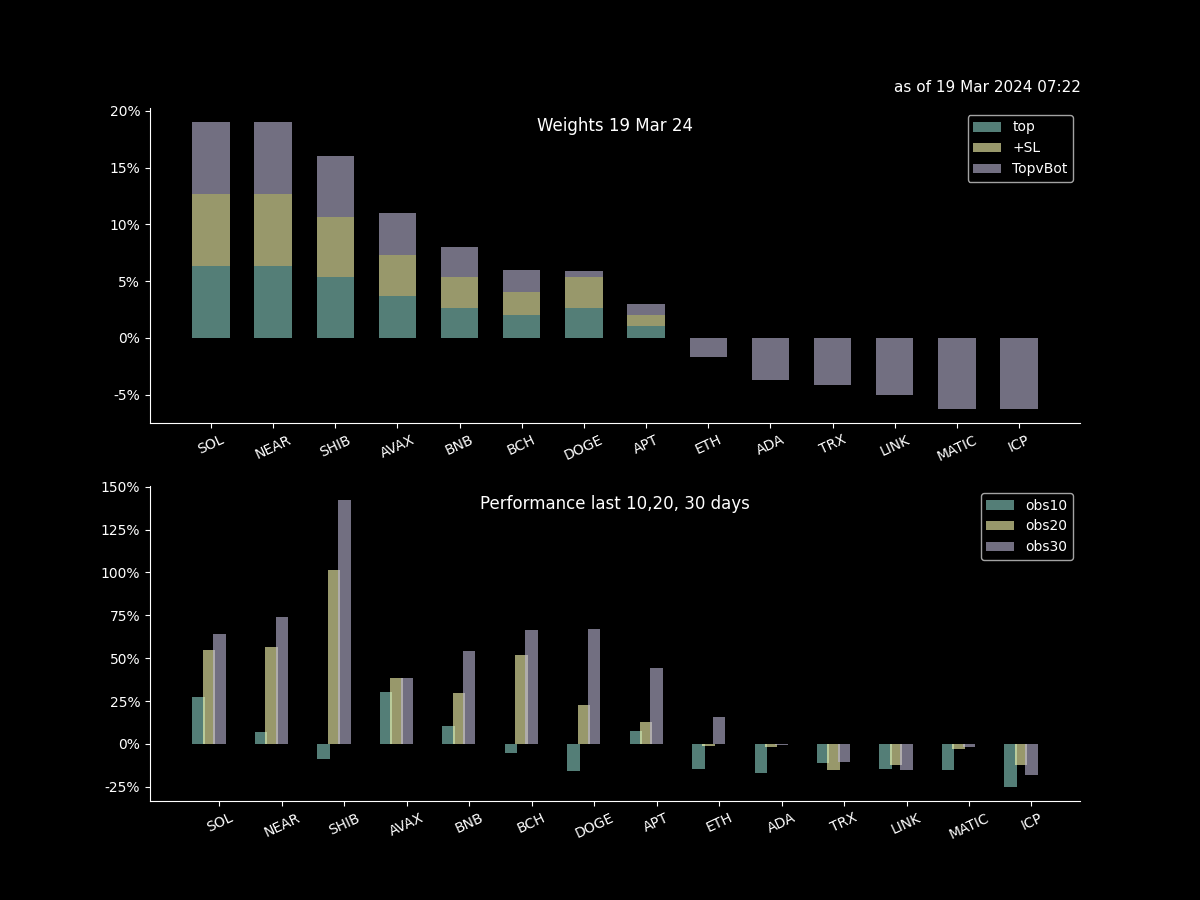 as of 19 Mar 2024 07:22
Weights 19 Mar 24
top
+SL
TopvBot
20%
15%
10%
5%
0%
-5%
SOL NEAR SHIB AVAX BNB BCH DOGE APT ETH ADA TRX LINK MATIC ICP
Performance last 10,20, 30 days
obs10
obs20
obs30
150%
125%
100%
75%
50%
25%
0%
-25%
SOL NEAR SHIB AVAX BNB BCH DOGE APT ETH ADA TRX LINK MATIC ICP